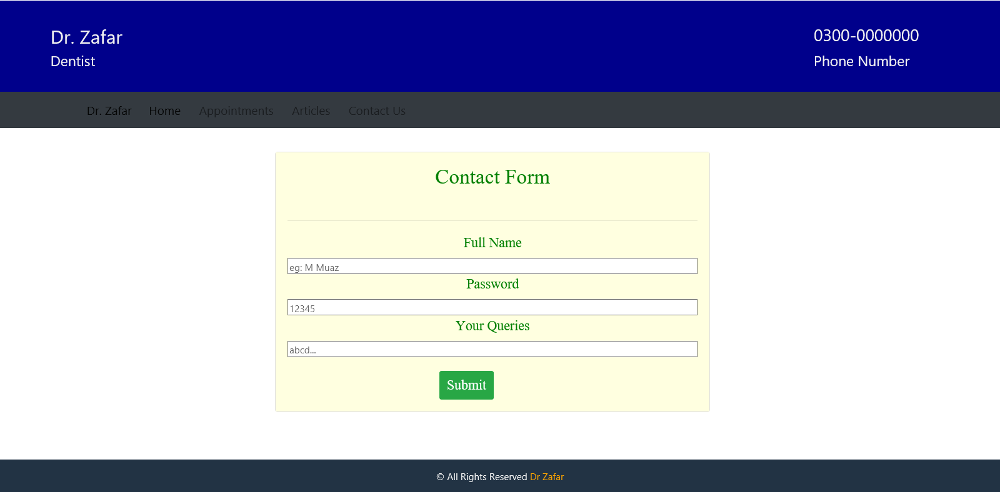 Dr. Zafar
Dentist
0300-0000000
Phone Number
Dr. Zafar Home Appointments Articles Contact Us
Contact Form
Full Name
eg: M Muaz
Password
12345
Your Queries
abcd...
Submit
© All Rights Reserved Dr Zafar